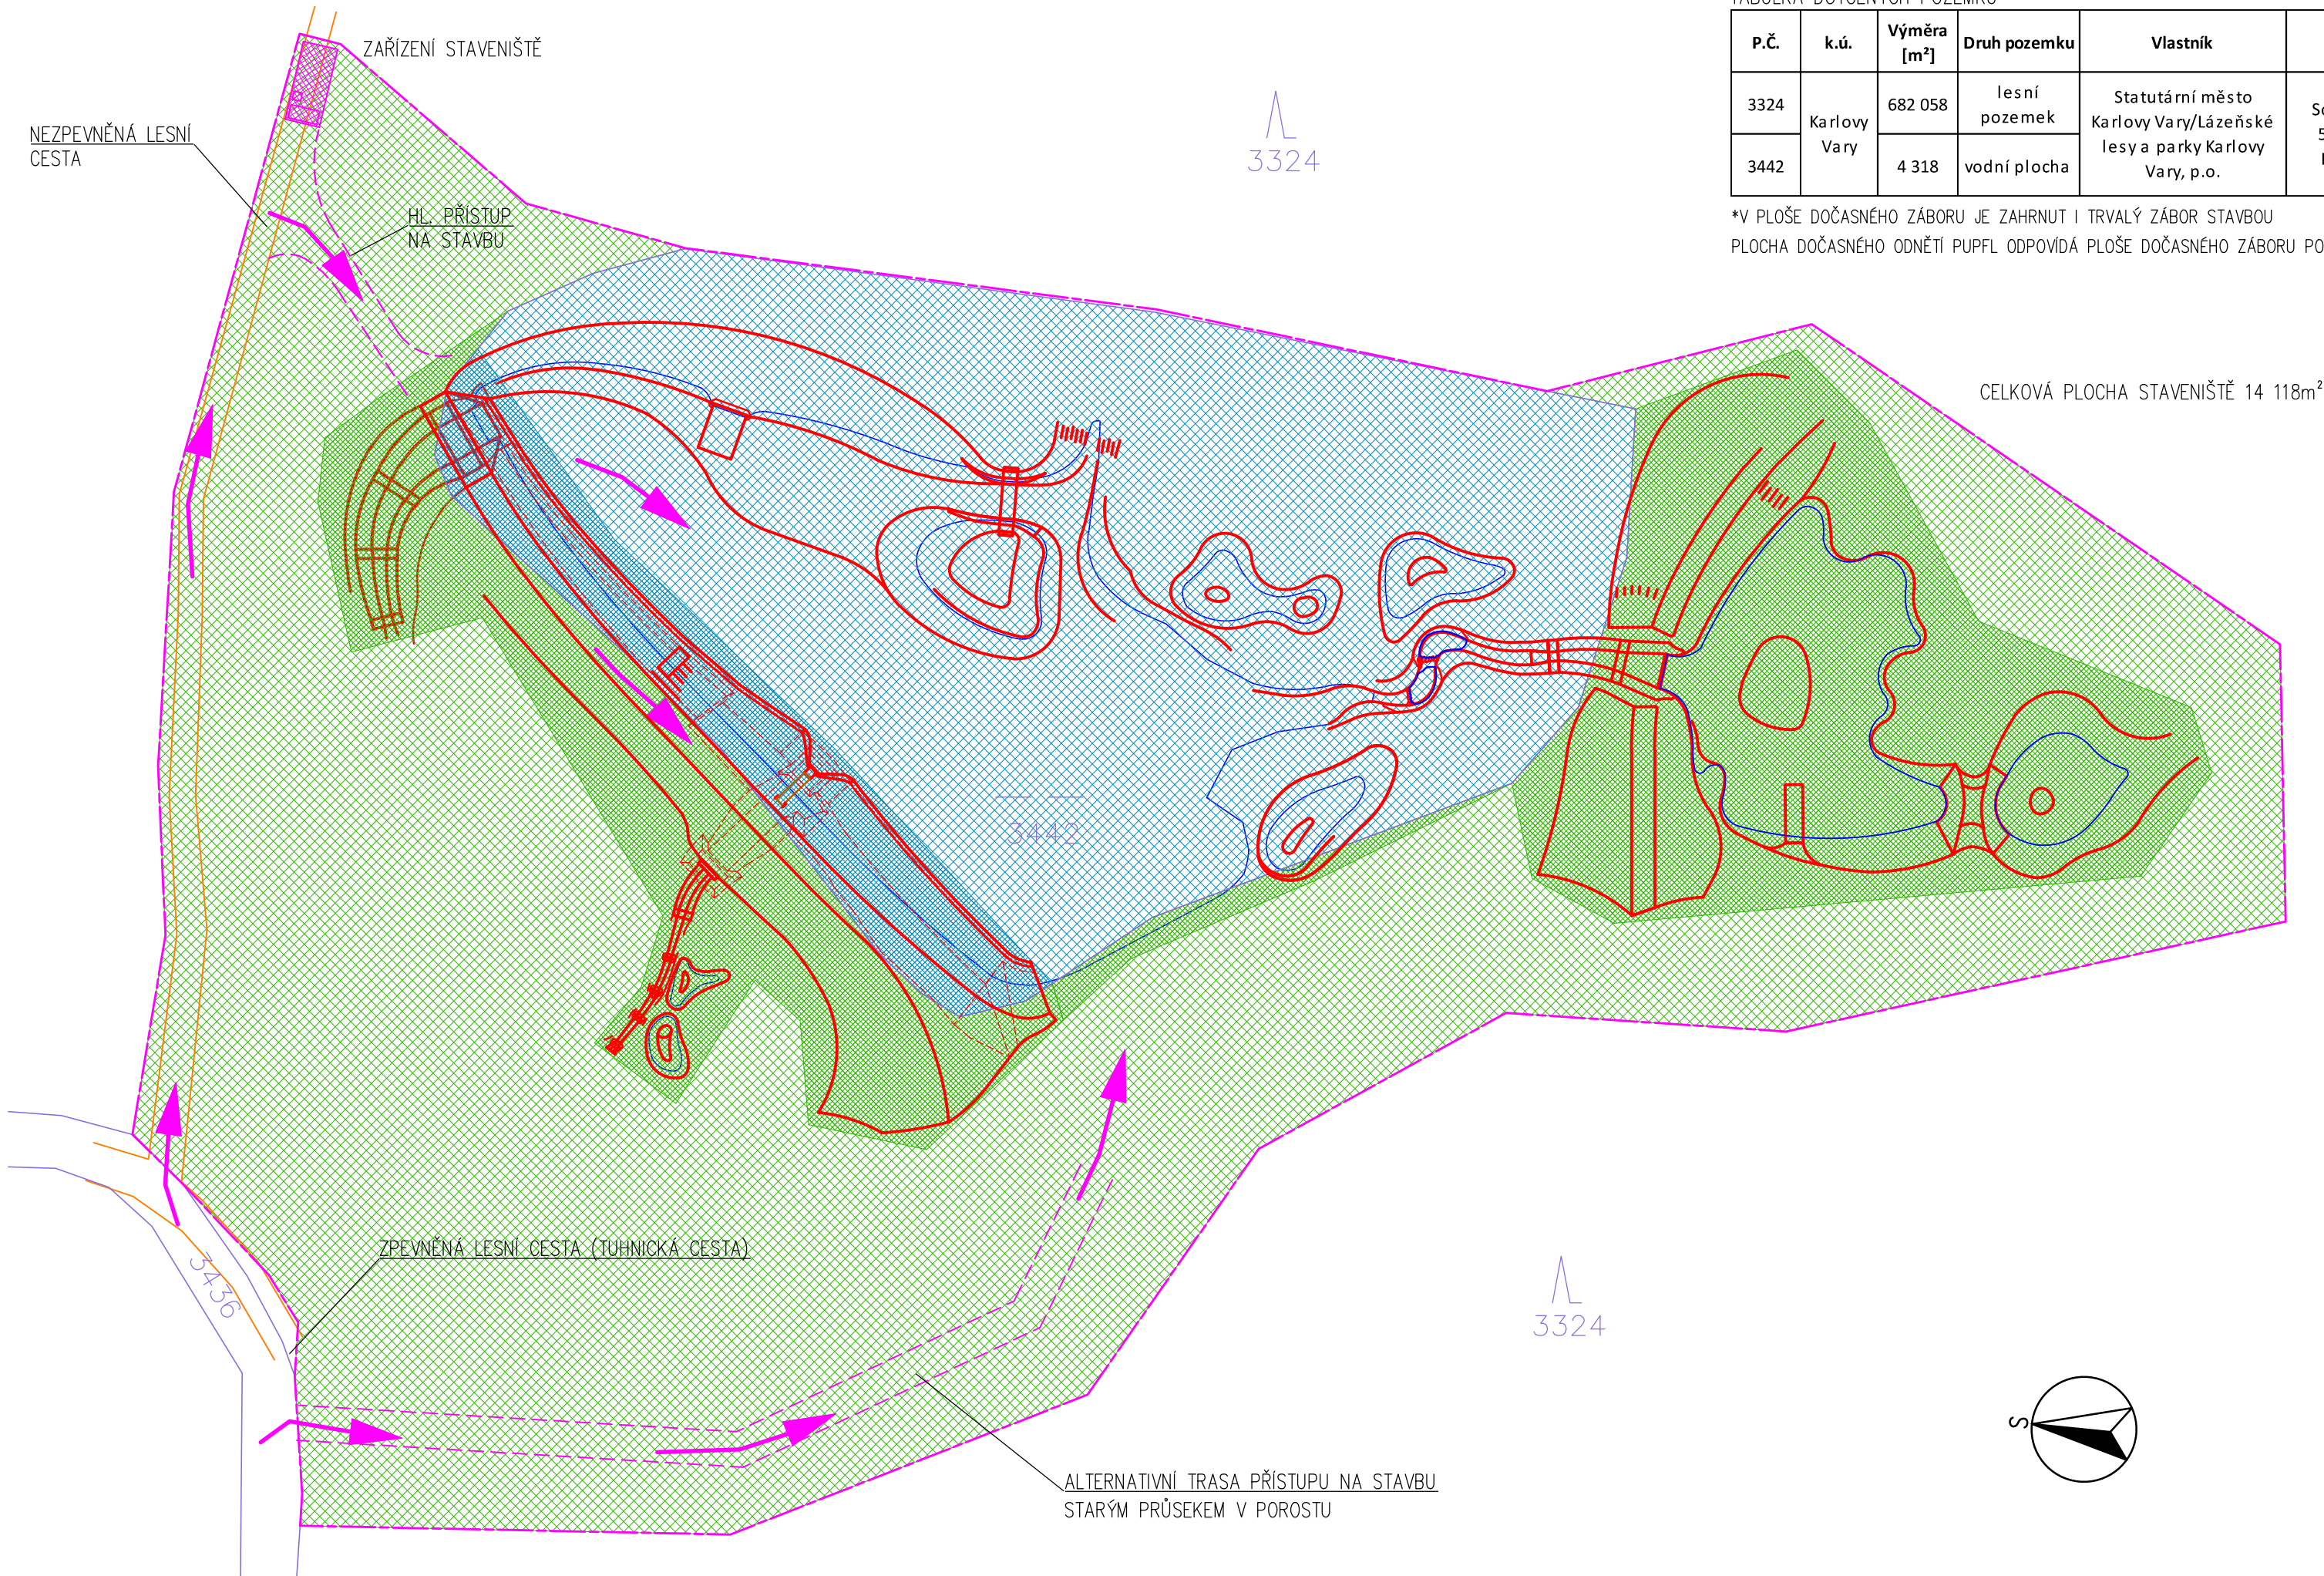 P.Č.
k.ú.
Výměra
[m²]
Druh pozemku
Vlastník
3324
Karlovy
Vary
682 058
lesní
pozemek
Statutární město
Karlovy Vary/Lázeňské
lesy a parky Karlovy
Vary, p.o.
3442
4 318
vodní plocha
*V PLOŠE DOČASNÉHO ZÁBORU JE ZAHRNUT I TRVALÝ ZÁBOR STAVBOU
PLOCHA DOČASNÉHO ODNĚTÍ PUPFL ODPOVÍDÁ PLOŠE DOČASNÉHO ZÁBORU
CELKOVÁ PLOCHA STAVENIŠTĚ 14 118m²
ZAŘÍZENÍ STAVENIŠTĚ
NEZPEVNĚNÁ LESNÍ
CESTA
HL. PŘÍSTUP
NA STAVBU
3324
3442
ZPEVNĚNÁ LESNÍ CESTA (TUHNICKÁ CESTA)
3436
3324
ALTERNATIVNÍ TRASA PŘÍSTUPU NA STAVBU
STARÝM PRŮSEKEM V POROSTU
S